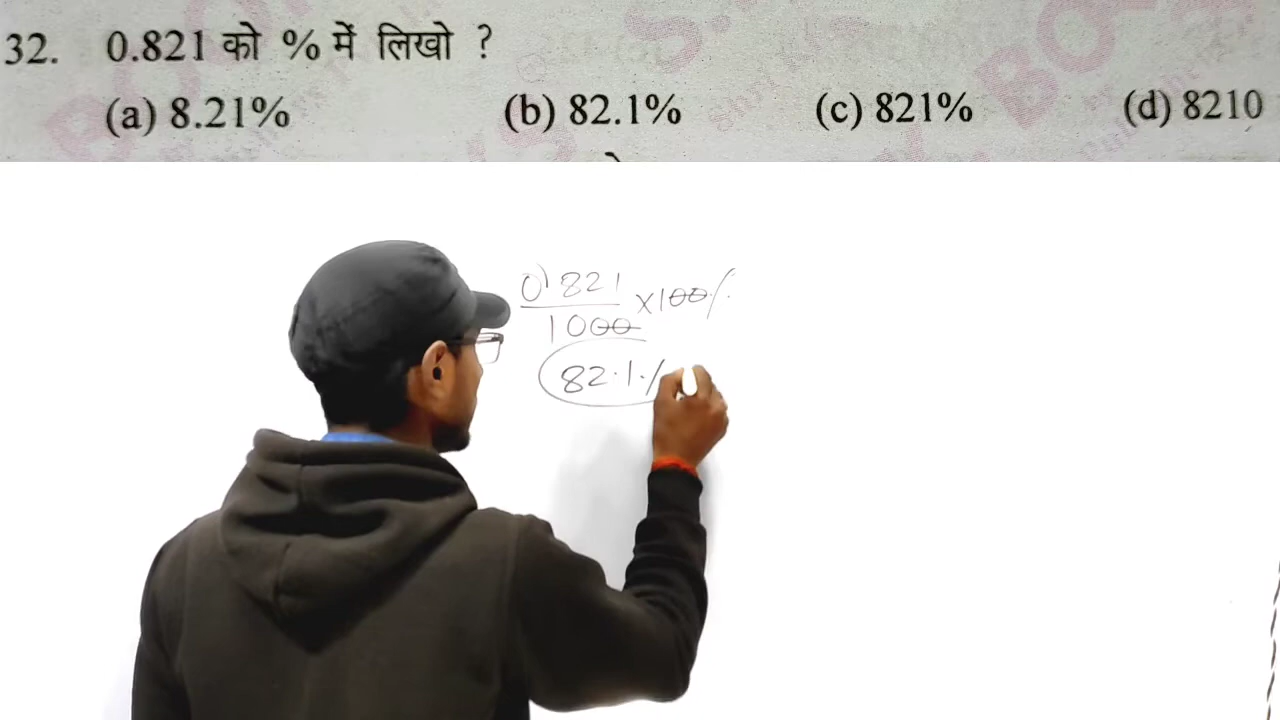 32. 0.821 को % में लिखो ?
(a) 8.21% (b) 82.1% (c) 821% (d) 8210
0 821
1000 ×100%
82.1%